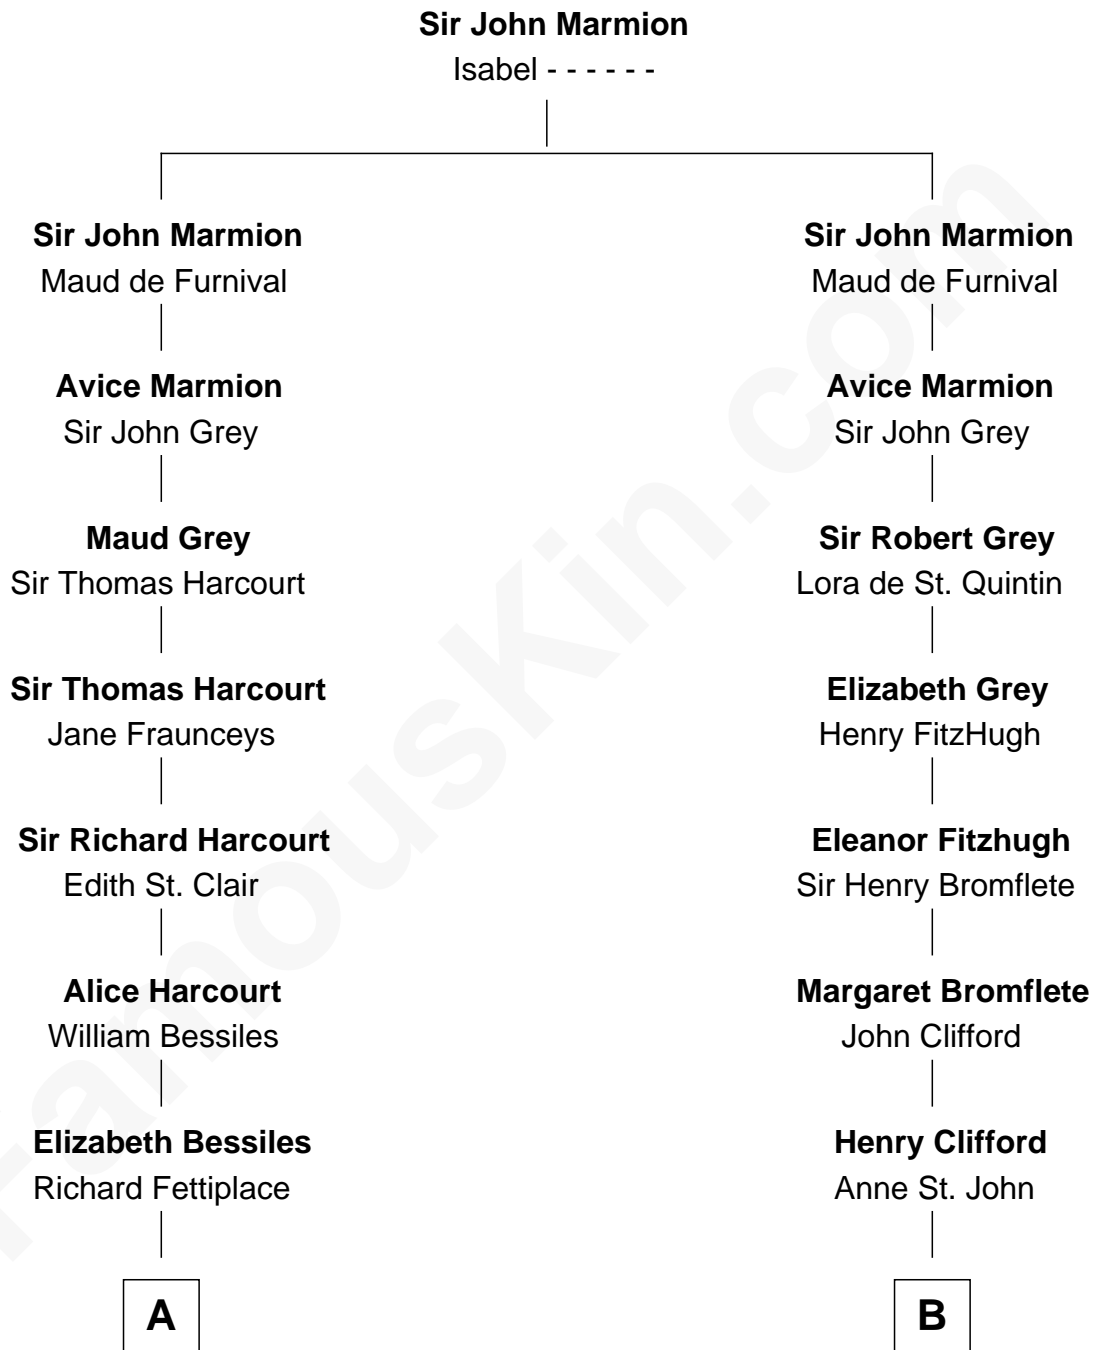 Sir John Marmion
Isabel - - - - - -
Sir John Marmion
Maud de Furnival
Sir John Marmion
Maud de Furnival
Avice Marmion
Sir John Grey
Avice Marmion
Sir John Grey
Maud Grey
Sir Thomas Harcourt
Sir Robert Grey
Lora de St. Quintin
Sir Thomas Harcourt
Jane Fraunceys
Elizabeth Grey
Henry FitzHugh
Sir Richard Harcourt
Edith St. Clair
Eleanor Fitzhugh
Sir Henry Bromflete
Alice Harcourt
William Bessiles
Margaret Bromflete
John Clifford
Elizabeth Bessiles
Richard Fettiplace
Henry Clifford
Anne St. John
A
B
FamousKin.com